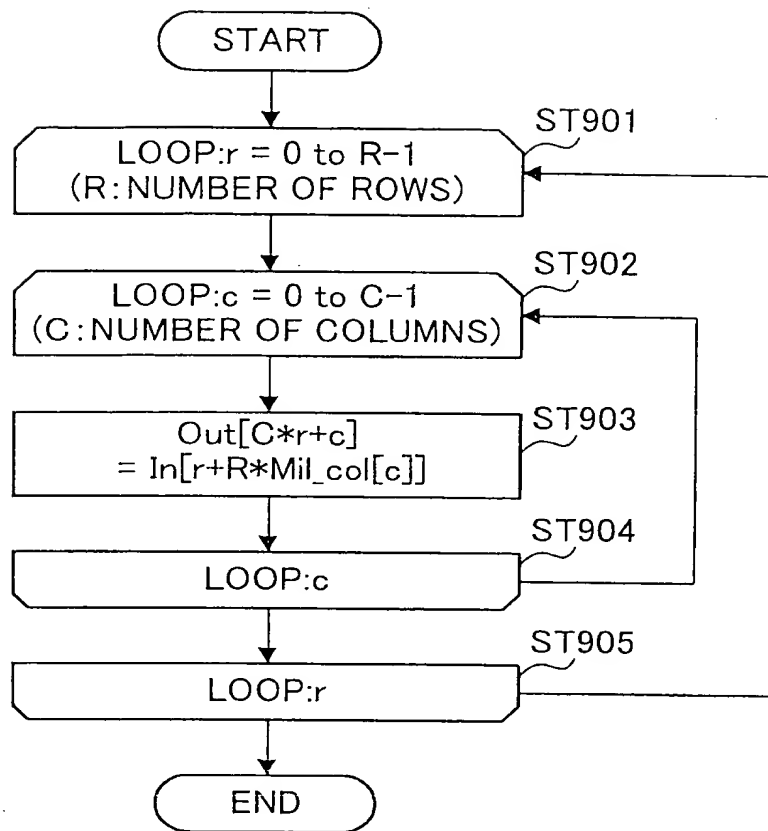 START
ST901
LOOP:r = 0 to R-1
(R:NUMBER OF ROWS)
ST902
LOOP:c = 0 to C-1
(C:NUMBER OF COLUMNS)
ST903
Out[C*r+c]
= In[r+R*Mil_col[c]]
ST904
LOOP:c
ST905
LOOP:r
END